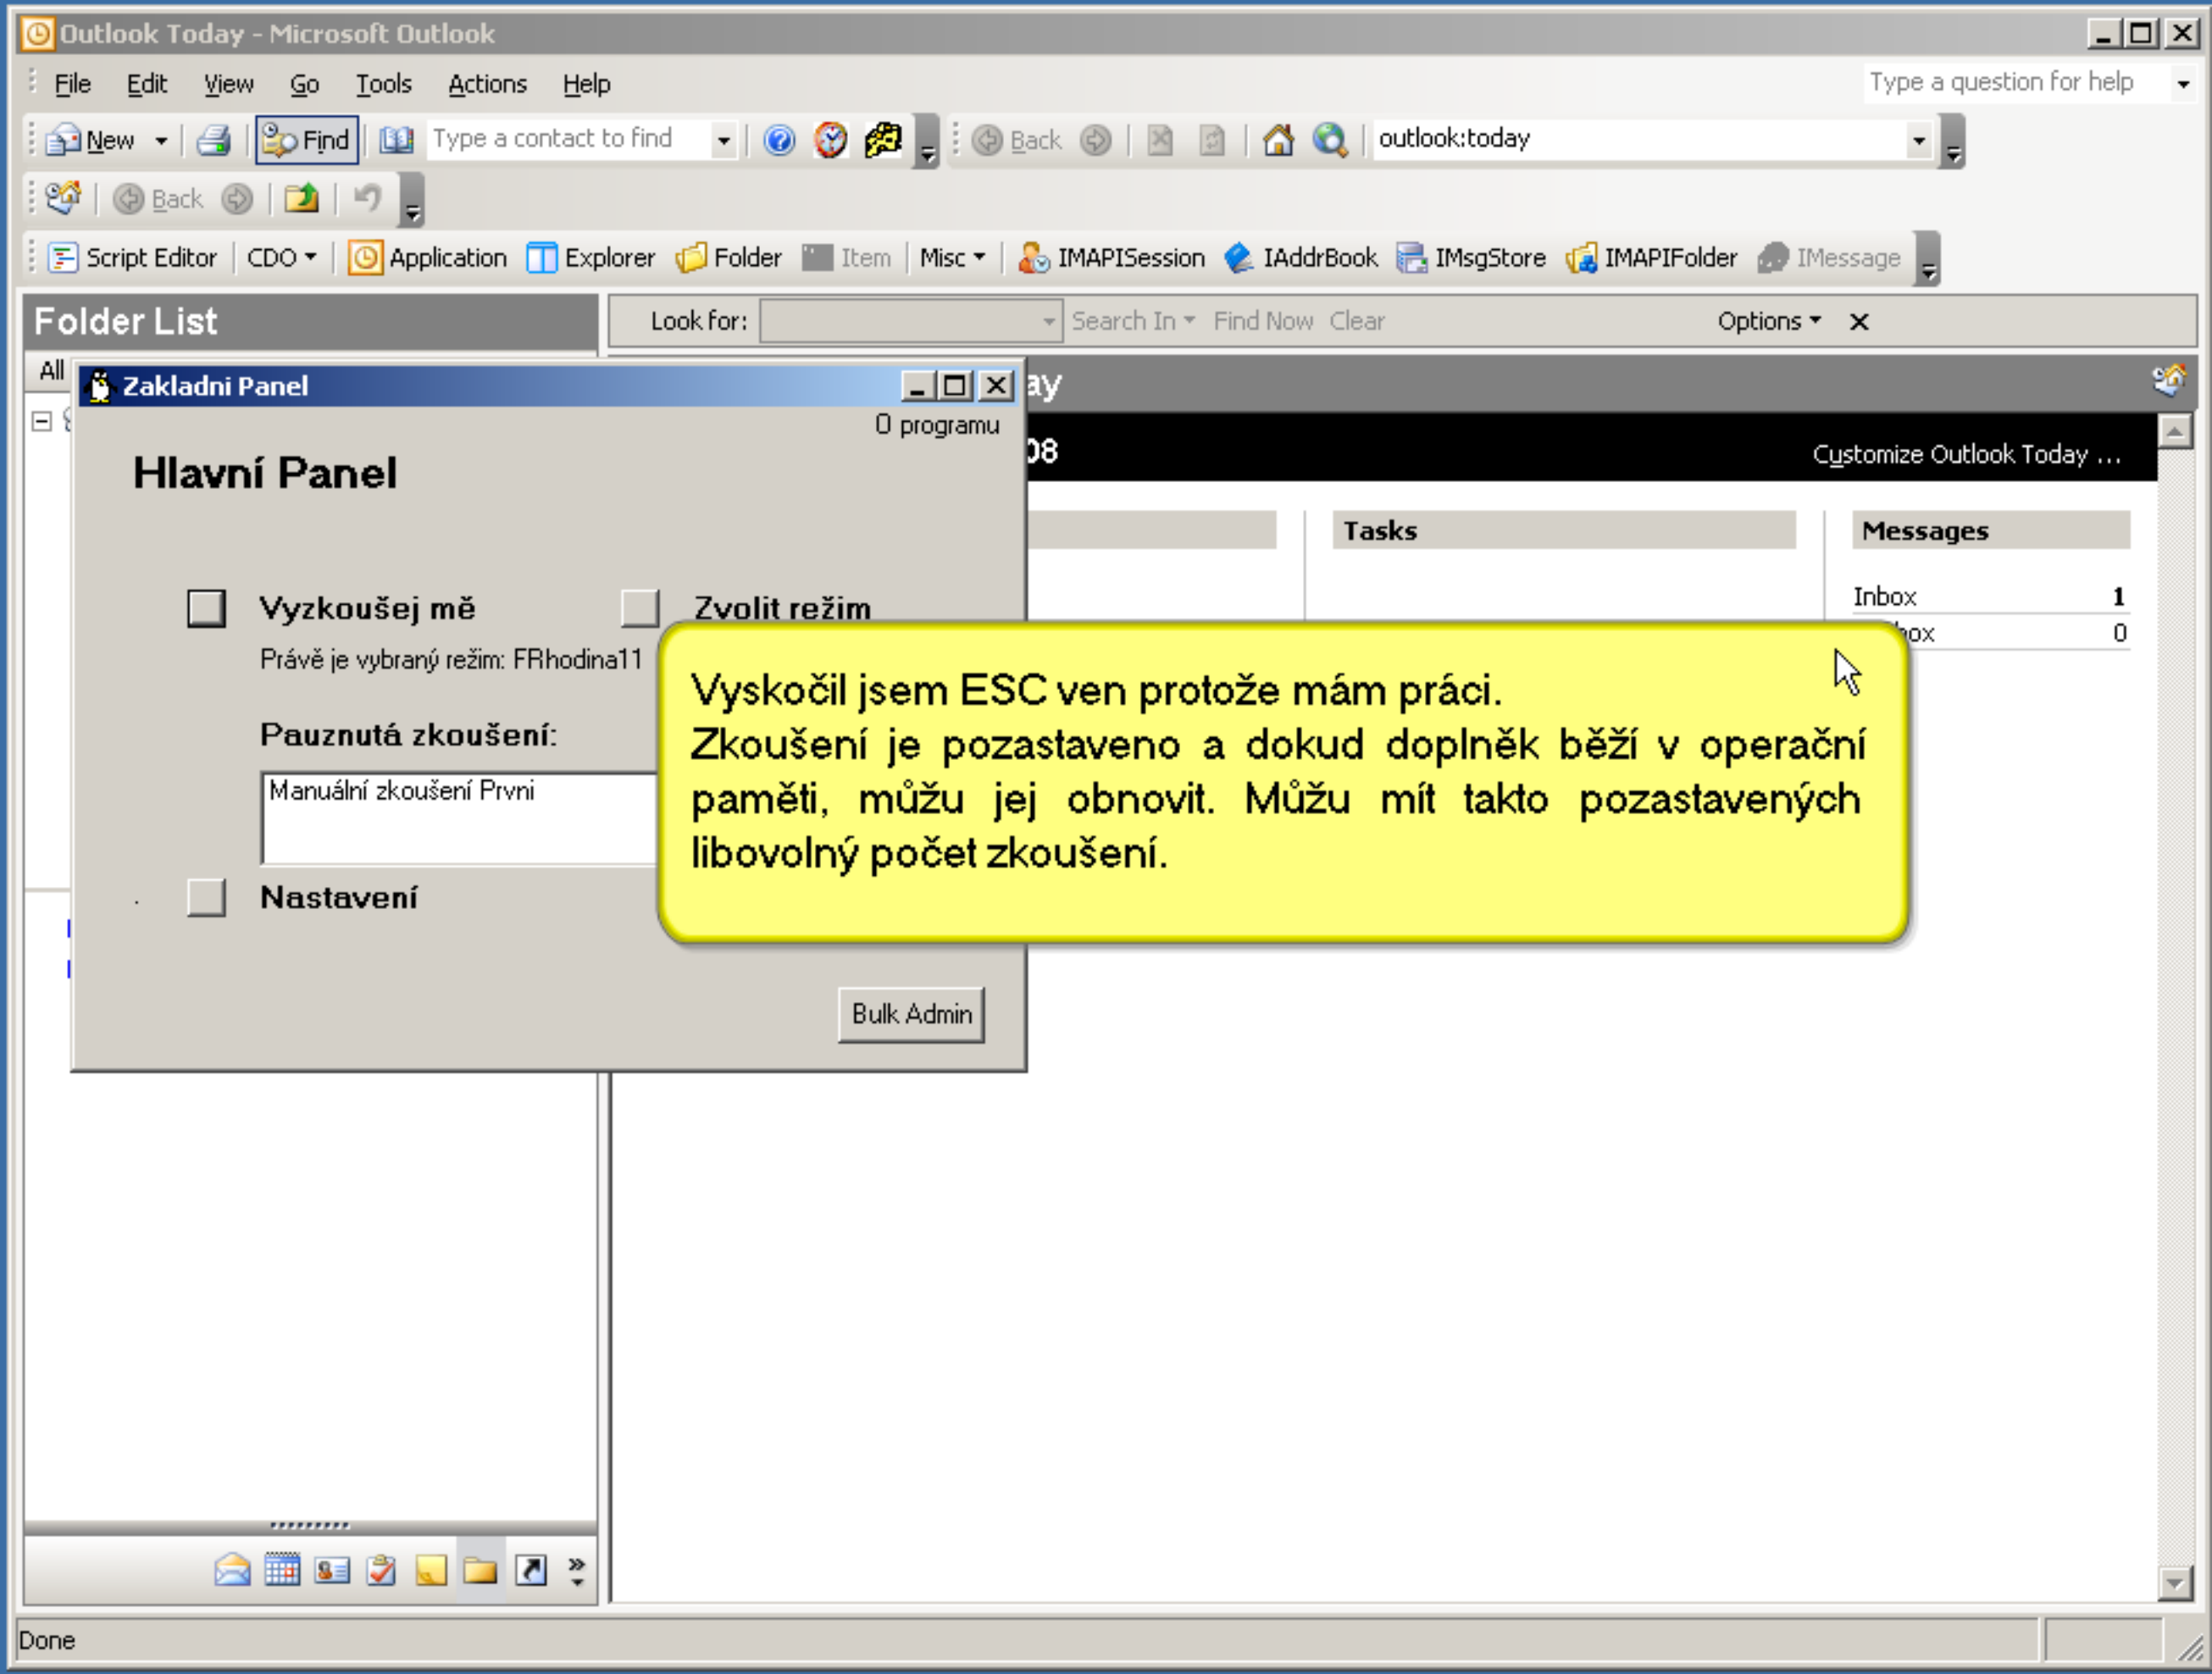 Outlook Today - Microsoft Outlook
File Edit View Go Tools Actions Help Type a question for help
New Find Type a contact to find Back outlook:today
Back
Script Editor CDO Application Explorer Folder Item Misc IMAPISession IAddrBook IMsgStore IMAPIFolder IMessage
Folder List Look for: Search In Find Now Clear Options
All
Zakladni Panel
ay
O programu
08
Customize Outlook Today ...
Hlavní Panel
Tasks
Messages
Vyzkoušej mě Zvolit režim
Inbox 1
box 0
Právě je vybraný režim: FRhodina11
Vyskočil jsem ESC ven protože mám práci.
Zkoušení je pozastaveno a dokud doplněk běží v operační
paměti, můžu jej obnovit. Můžu mít takto pozastavených
libovolný počet zkoušení.
Pauznutá zkoušení:
Manuální zkoušení Prvni
Nastavení
Bulk Admin
Done